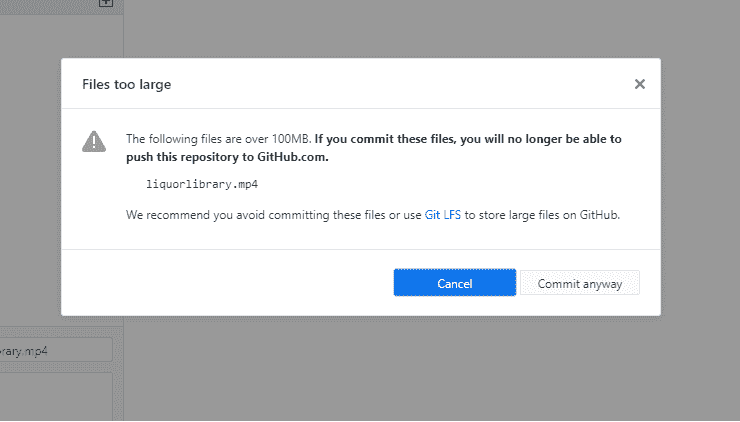 Files too large
The following files are over 100MB. If you commit these files, you will no longer be able to
push this repository to GitHub.com.
liquorlibrary.mp4
We recommend you avoid committing these files or use Git LFS to store large files on GitHub.
Cancel
Commit anyway
rary.mp4